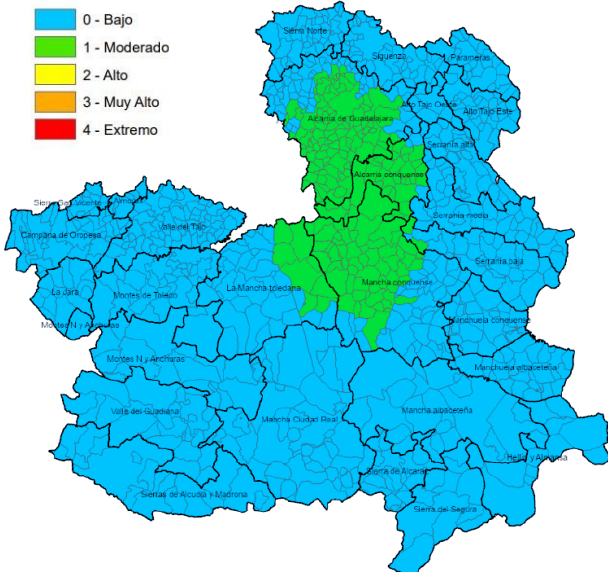 0 - Bajo
1 - Moderado
2 - Alto
3 - Muy Alto
4 - Extremo
Sierra Norte
Siguenza
Parameras
Alcarria de Guadalajara
Alto Tajo Oeste
Alto Tajo Este
Serranía alta
Alcarria conquense
Sierra San Vicente
Almorox
Valle del Tajo
Serranía media
Campana de Oropesa
Serranía baja
La Jara
Montes de Toledo
La Mancha toledana
Mancha conquense
Montes N y Anchuras
Manchuela conquense
Montes N y Anchuras
Manchuela albaceteña
Valle del Guadiana
Mancha Ciudad Real
Mancha albaceteña
Hellín y Almansa
Sierra de Alcaraz
Sierras de Alcudia y Madrona
Sierra del Segura